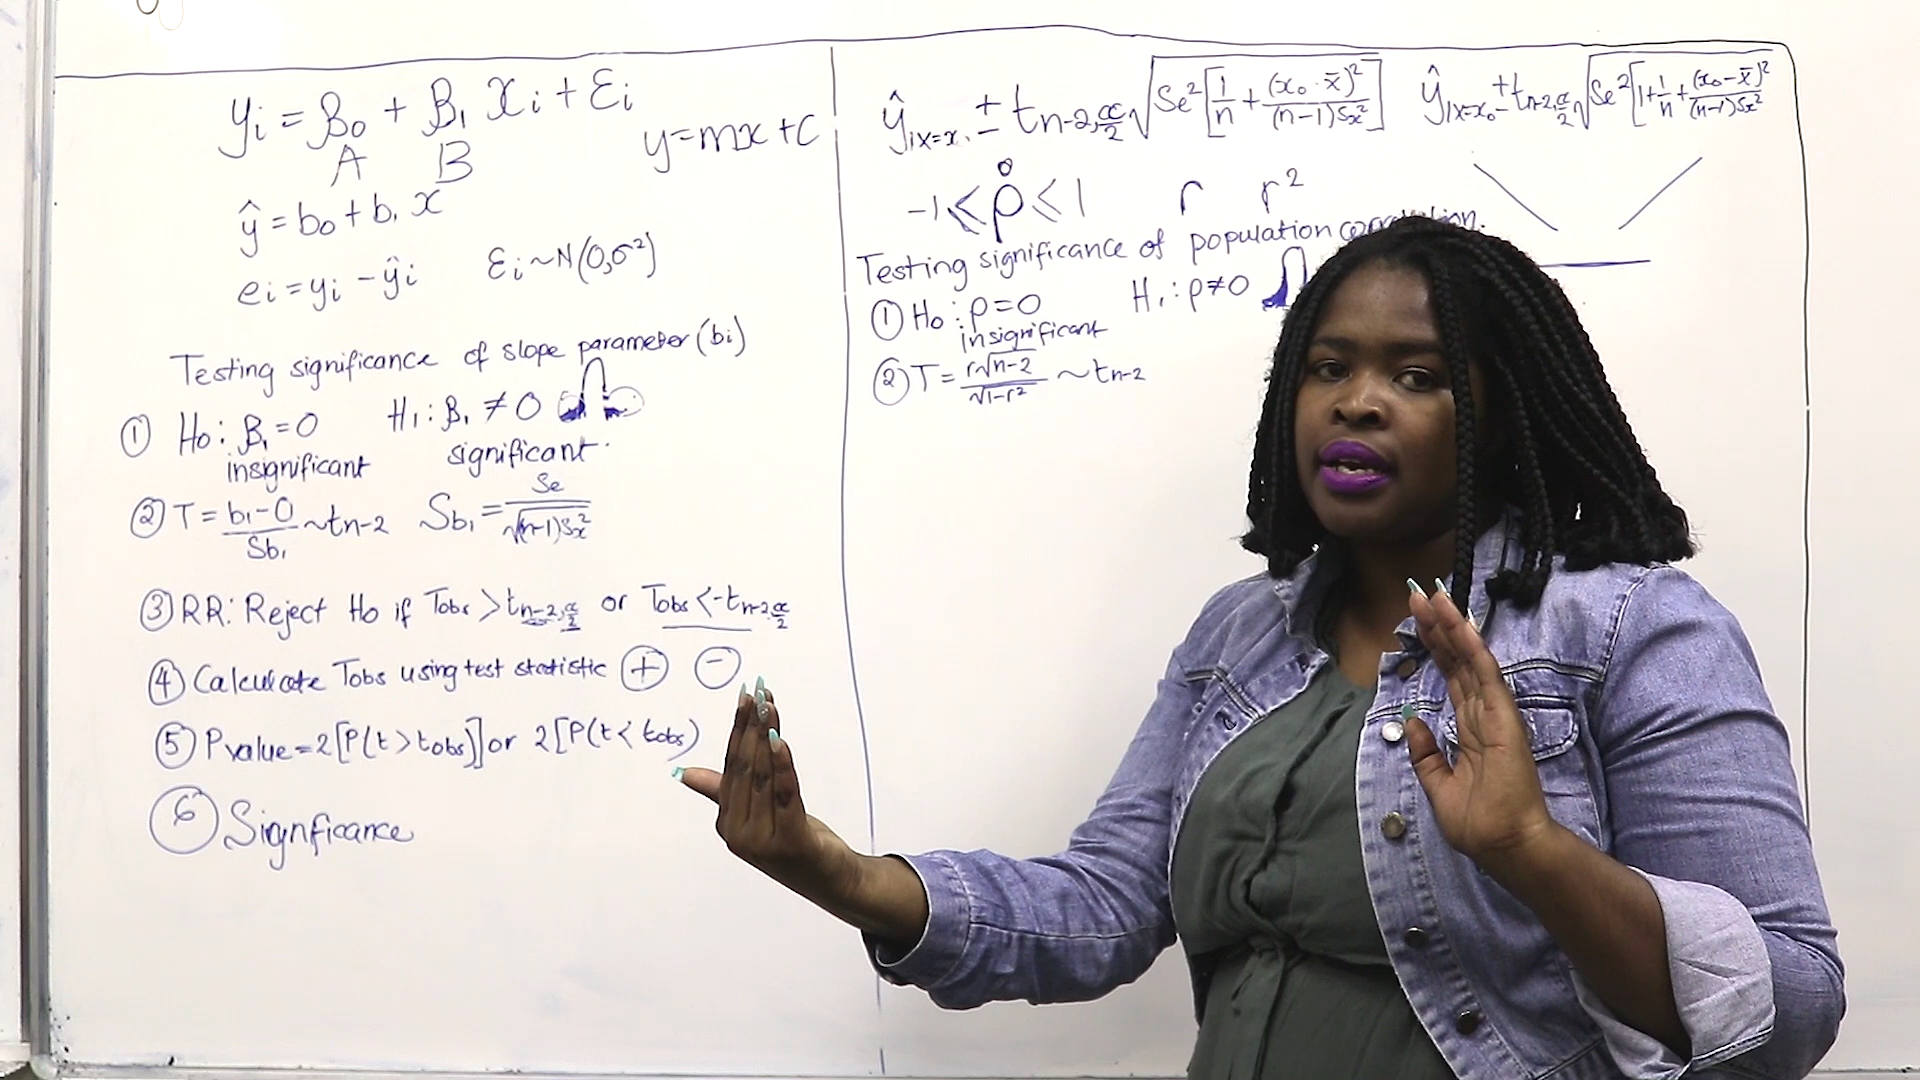 yi = β0 + β1 xi + εi
A B
y=mx+c
ŷ = b0 + b1 x
ei = yi - ŷi εi ~ N(0,σ²)
Testing significance of slope parameter (bi)
① Ho: β1 = 0 H1: β1 ≠ 0
insignificant significant.
② T = (b1-0)/Sb1 ~ tn-2 Sb1 = Se/√(n-1)Sx²
③ RR: Reject Ho if Tobs > tn-2,α/2 or Tobs < -tn-2,α/2
④ Calculate Tobs using test statistic + -
⑤ Pvalue = 2[P(t > tobs)] or 2[P(t < tobs)
⑥ Signficance
ŷ|x=x. ± tn-2,α/2 √Se²[1/n + (x0 · x̄)²/(n-1)Sx²]
ŷ|x=x0 ± tn-2,α/2 √Se²[1+1/n+(x0-x̄)²/(n-1)Sx²
-1 ≤ ρ ≤ 1 r r²
Testing significance of population correlation.
① Ho: ρ = 0 H1: ρ ≠ 0
insignificant
② T = r√n-2/√1-r² ~ tn-2